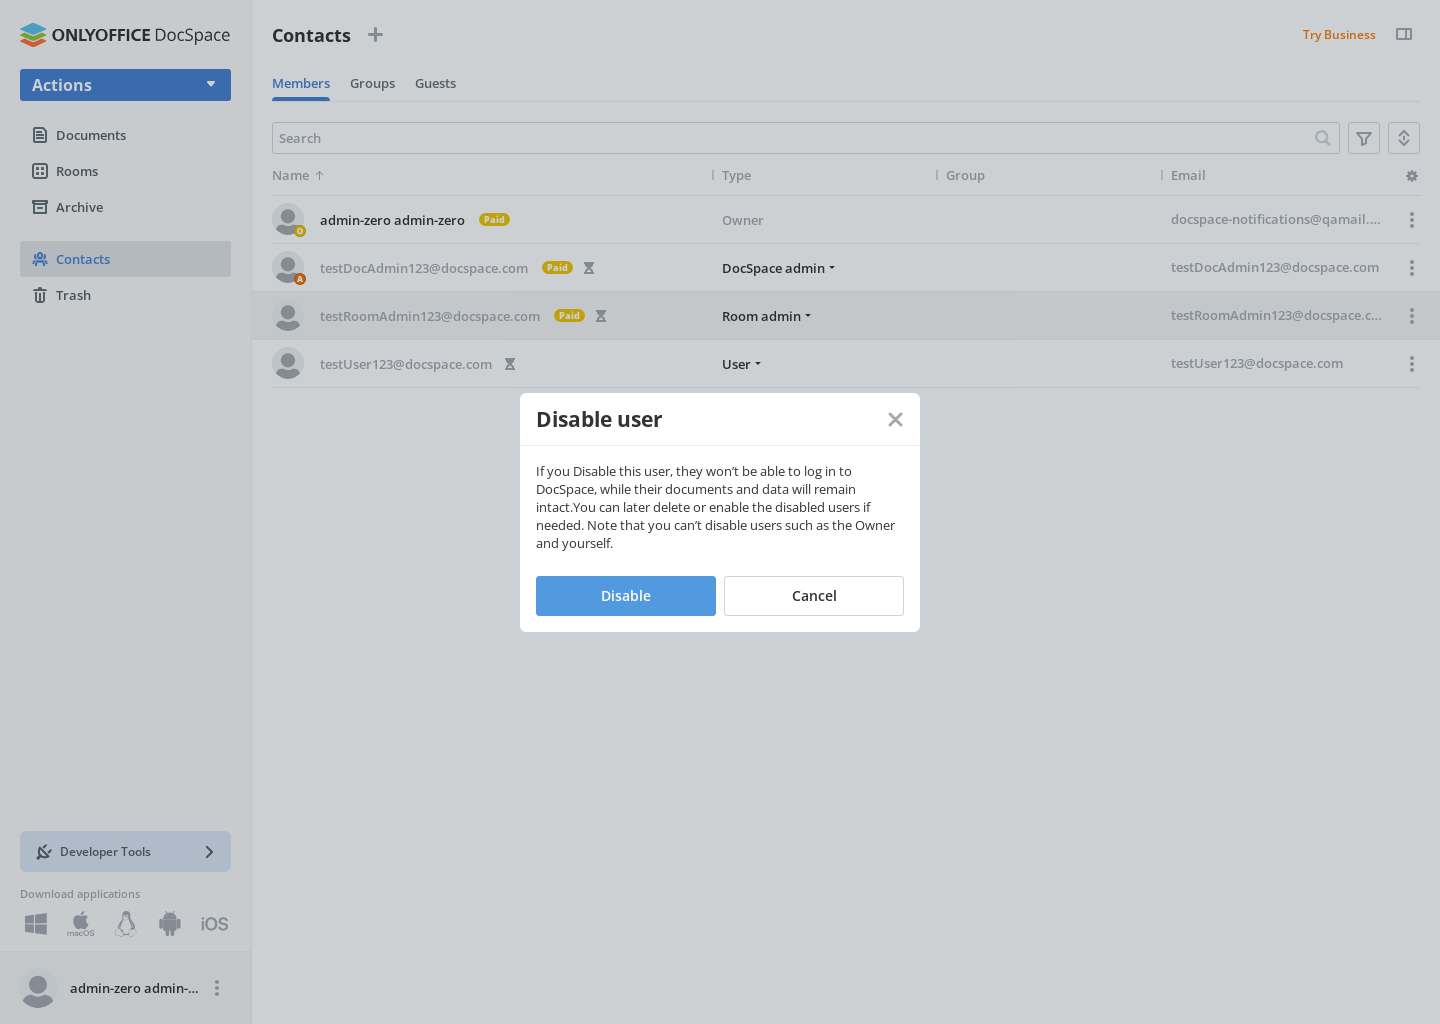 ONLYOFFICE DocSpace
Actions
Documents
Rooms
Archive
Contacts
Trash
Developer Tools
Download applications
macOS
iOS
admin-zero admin-...
Contacts
Try Business
Members Groups Guests
Search
Name Type Group Email
admin-zero admin-zero Paid Owner docspace-notifications@qamail....
O
testDocAdmin123@docspace.com Paid DocSpace admin testDocAdmin123@docspace.com
A
testRoomAdmin123@docspace.com Paid Room admin testRoomAdmin123@docspace.c...
testUser123@docspace.com User testUser123@docspace.com
Disable user
If you Disable this user, they won’t be able to log in to
DocSpace, while their documents and data will remain
intact.You can later delete or enable the disabled users if
needed. Note that you can’t disable users such as the Owner
and yourself.
Disable Cancel